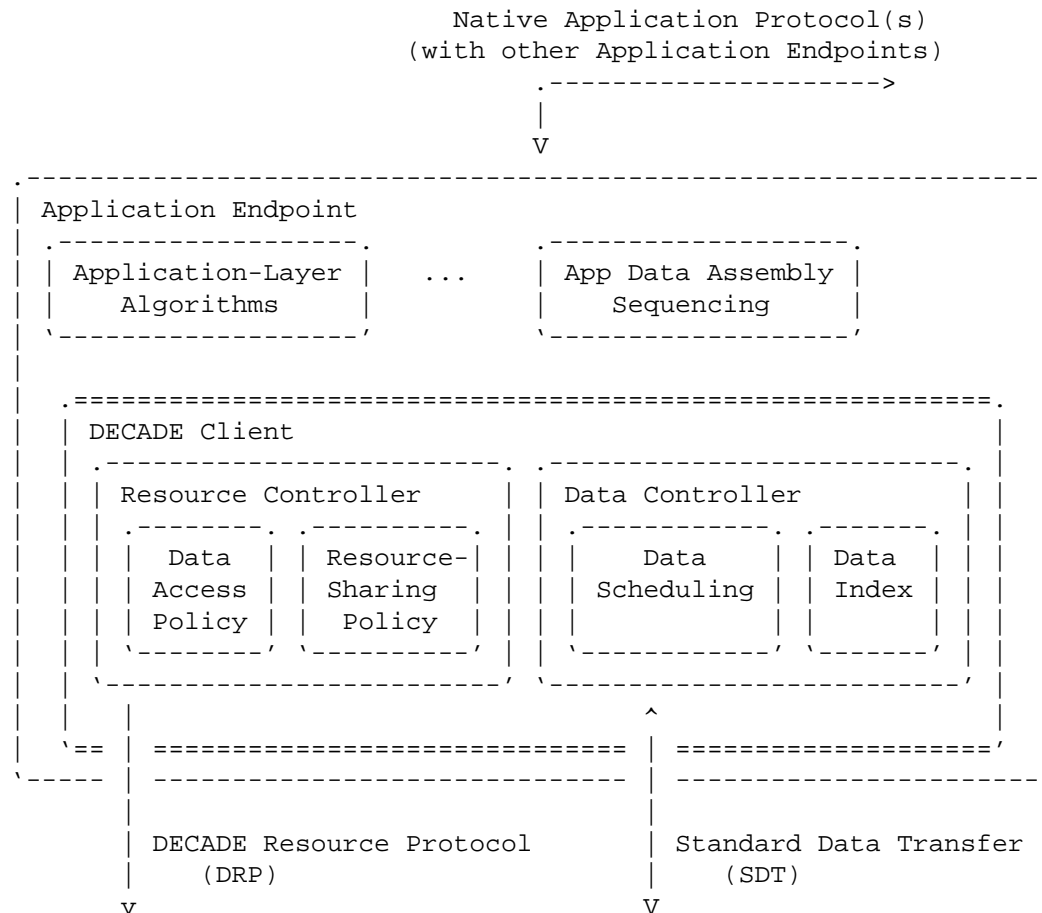 Native Application Protocol(s)
(with other Application Endpoints)
V
Application Endpoint
Application-Layer ... App Data Assembly
Algorithms Sequencing
DECADE Client
Resource Controller Data Controller
Data Resource- Data Data
Access Sharing Scheduling Index
Policy Policy
DECADE Resource Protocol Standard Data Transfer
(DRP) (SDT)
V V